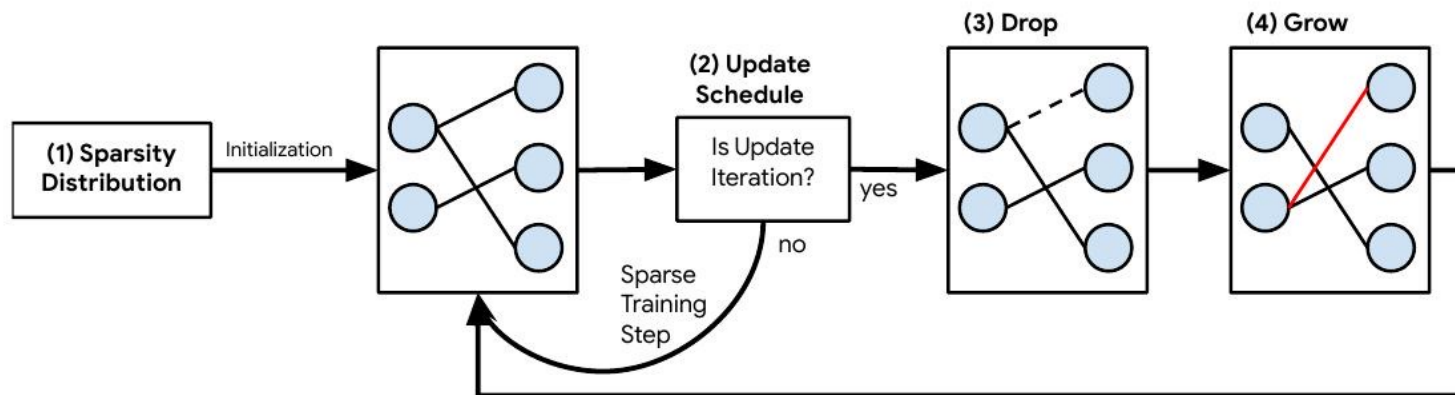 (1) Sparsity
Distribution
Initialization
(2) Update
Schedule
Is Update
Iteration?
yes
no
Sparse
Training
Step
(3) Drop
(4) Grow